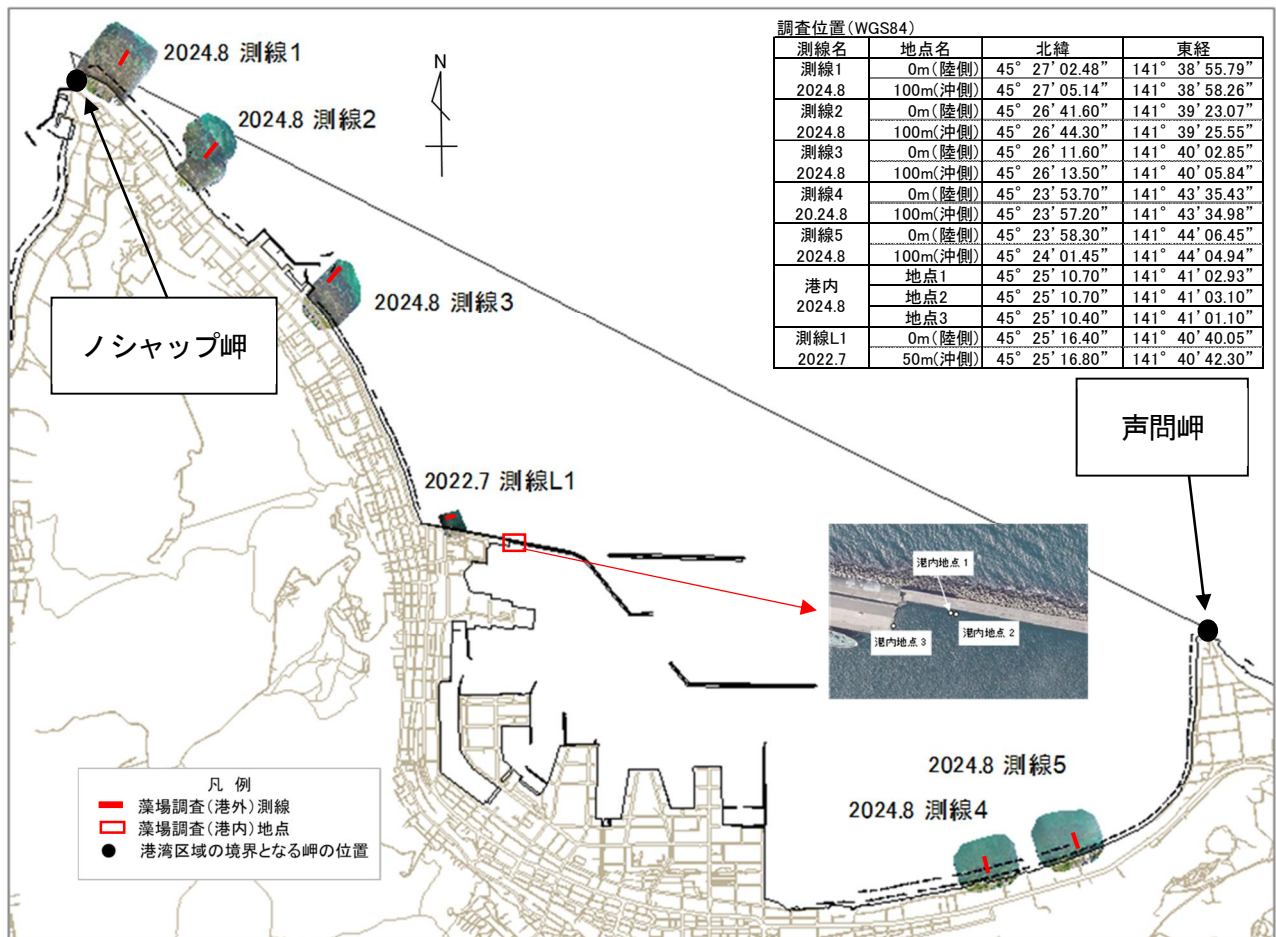 調査位置(WGS84)
測線名 地点名 北緯 東経
測線1 0m(陸側) 45° 27’02.48” 141° 38’55.79”
2024.8 100m(沖側) 45° 27’05.14” 141° 38’58.26”
測線2 0m(陸側) 45° 26’41.60” 141° 39’23.07”
2024.8 100m(沖側) 45° 26’44.30” 141° 39’25.55”
測線3 0m(陸側) 45° 26’11.60” 141° 40’02.85”
2024.8 100m(沖側) 45° 26’13.50” 141° 40’05.84”
測線4 0m(陸側) 45° 23’53.70” 141° 43’35.43”
20.24.8 100m(沖側) 45° 23’57.20” 141° 43’34.98”
測線5 0m(陸側) 45° 23’58.30” 141° 44’06.45”
2024.8 100m(沖側) 45° 24’01.45” 141° 44’04.94”
港内 2024.8 地点1 45° 25’10.70” 141° 41’02.93”
地点2 45° 25’10.70” 141° 41’03.10”
地点3 45° 25’10.40” 141° 41’01.10”
測線L1 0m(陸側) 45° 25’16.40” 141° 40’40.05”
2022.7 50m(沖側) 45° 25’16.80” 141° 40’42.30”
2024.8 測線1
N
2024.8 測線2
2024.8 測線3
ノシャップ岬
声問岬
2022.7 測線L1
港内地点1
港内地点2
港内地点3
2024.8 測線5
2024.8 測線4
凡 例
藻場調査(港外)測線
藻場調査(港内)地点
港湾区域の境界となる岬の位置